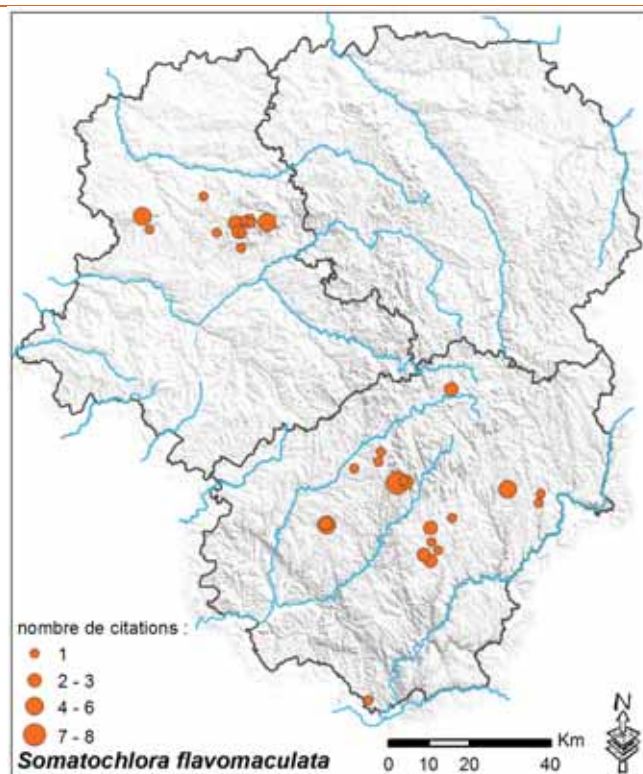 nombre de citations :
1
2 - 3
4 - 6
7 - 8
Somatochlora flavomaculata
N
Km
0 10 20 40